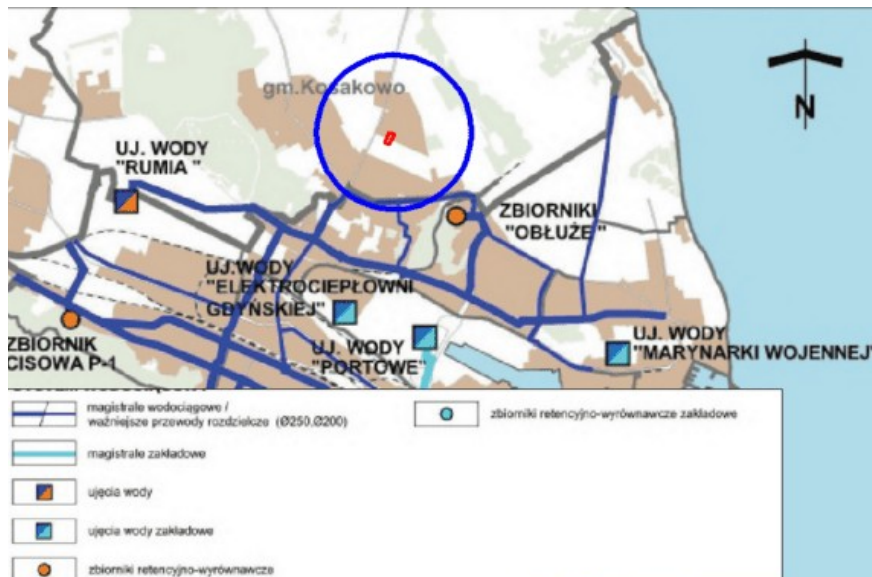 gm.Kosakowo
N
UJ. WODY
"RUMIA "
ZBIORNIKI
"OBŁUŻE "
UJ.WODY
"ELEKTROCIEPŁOWNI
GDYŃSKIEJ"
UJ. WODY
"PORTOWE"
UJ. WODY
"MARYNARKI WOJENNEJ"
ZBIORNIK
CISOWA P-1
magistrale wodociągowe /
ważniejsze przewody rozdzielcze (Ø250,Ø200)
zbiorniki retencyjno-wyrównawcze zakładowe
magistrale zakładowe
ujęcia wody
ujęcia wody zakładowe
zbiorniki retencyjno-wyrównawcze